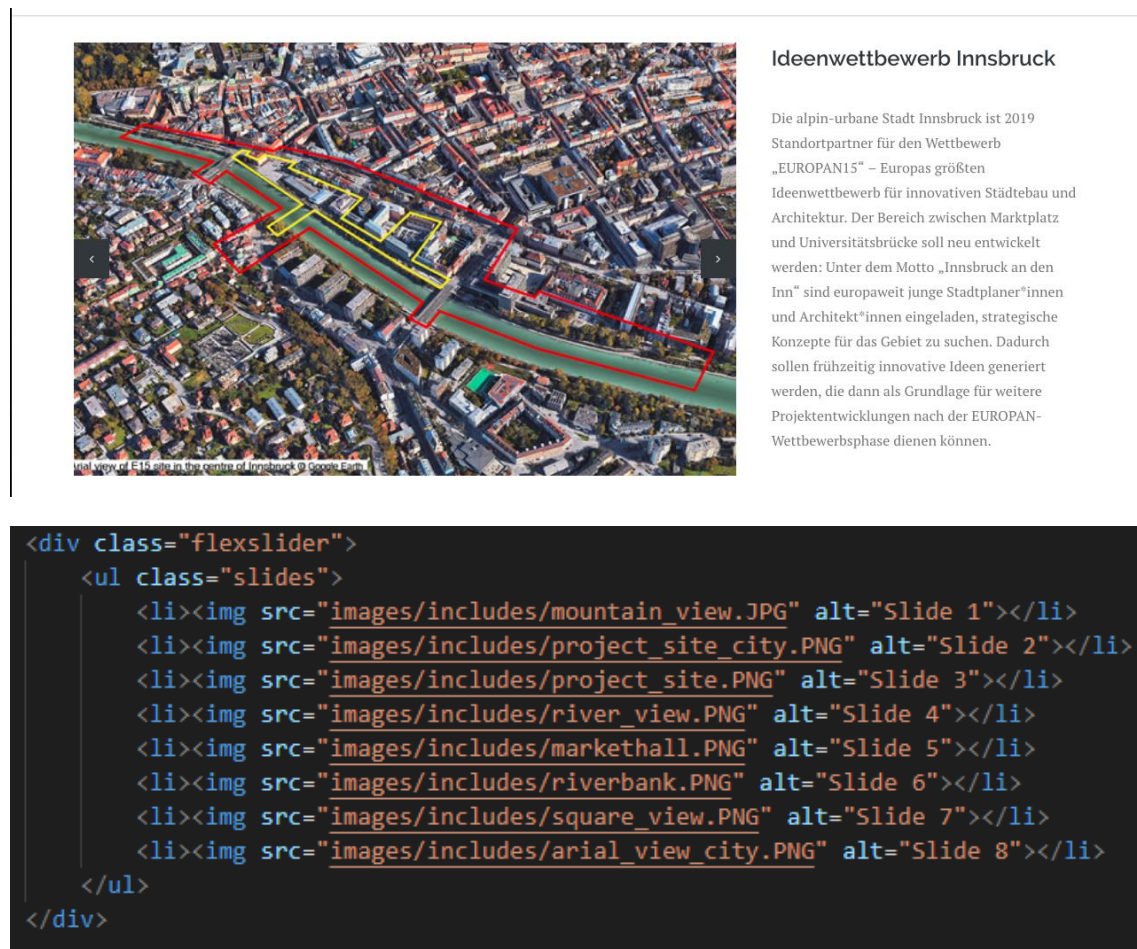 Ideenwettbewerb Innsbruck
Die alpin-urbane Stadt Innsbruck ist 2019
Standortpartner für den Wettbewerb
„EUROPAN15“ – Europas größten
Ideenwettbewerb für innovativen Städtebau und
Architektur. Der Bereich zwischen Marktplatz
und Universitätsbrücke soll neu entwickelt
werden: Unter dem Motto „Innsbruck an den
Inn“ sind europaweit junge Stadtplaner*innen
und Architekt*innen eingeladen, strategische
Konzepte für das Gebiet zu suchen. Dadurch
sollen frühzeitig innovative Ideen generiert
werden, die dann als Grundlage für weitere
Projektentwicklungen nach der EUROPAN-
Wettbewerbsphase dienen können.
‹ ›
rial view of E15 site in the centre of Innsbruck © Google Earth
<div class="flexslider">
<ul class="slides">
<li><img src="images/includes/mountain_view.JPG" alt="Slide 1"></li>
<li><img src="images/includes/project_site_city.PNG" alt="Slide 2"></li>
<li><img src="images/includes/project_site.PNG" alt="Slide 3"></li>
<li><img src="images/includes/river_view.PNG" alt="Slide 4"></li>
<li><img src="images/includes/markethall.PNG" alt="Slide 5"></li>
<li><img src="images/includes/riverbank.PNG" alt="Slide 6"></li>
<li><img src="images/includes/square_view.PNG" alt="Slide 7"></li>
<li><img src="images/includes/arial_view_city.PNG" alt="Slide 8"></li>
</ul>
</div>